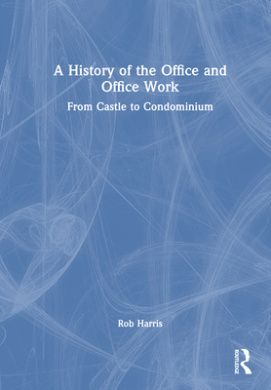 A History of the Office and
Office Work
From Castle to Condominium
Rob Harris
ROUTLEDGE